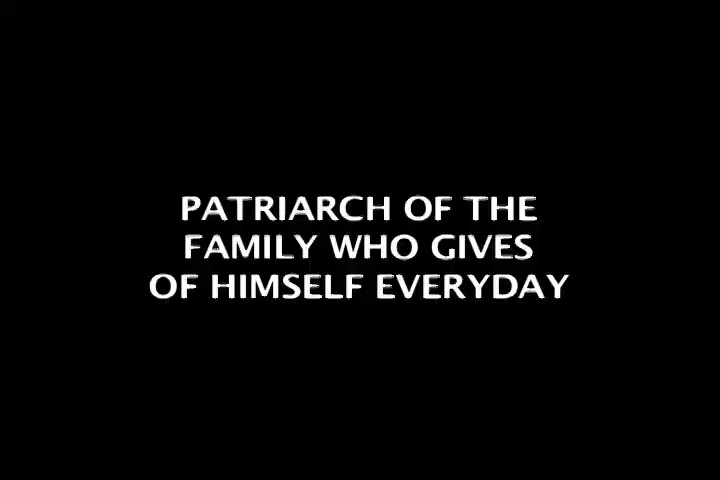 PATRIARCH OF THE
FAMILY WHO GIVES
OF HIMSELF EVERYDAY